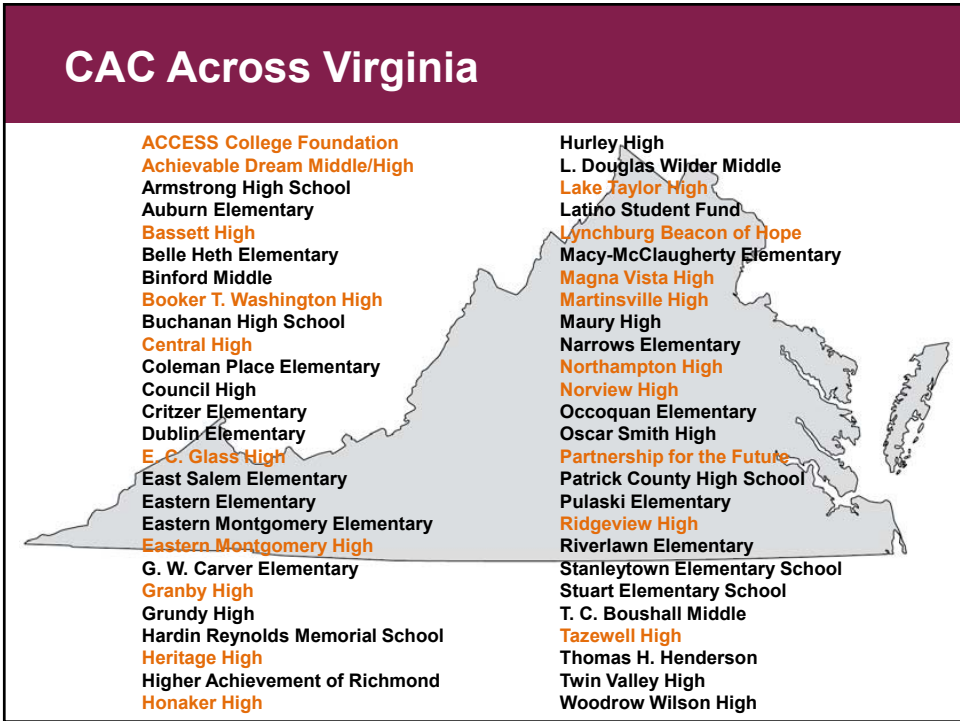 CAC Across Virginia
ACCESS College Foundation
Achievable Dream Middle/High
Armstrong High School
Auburn Elementary
Bassett High
Belle Heth Elementary
Binford Middle
Booker T. Washington High
Buchanan High School
Central High
Coleman Place Elementary
Council High
Critzer Elementary
Dublin Elementary
E. C. Glass High
East Salem Elementary
Eastern Elementary
Eastern Montgomery Elementary
Eastern Montgomery High
G. W. Carver Elementary
Granby High
Grundy High
Hardin Reynolds Memorial School
Heritage High
Higher Achievement of Richmond
Honaker High
Hurley High
L. Douglas Wilder Middle
Lake Taylor High
Latino Student Fund
Lynchburg Beacon of Hope
Macy-McClaugherty Elementary
Magna Vista High
Martinsville High
Maury High
Narrows Elementary
Northampton High
Norview High
Occoquan Elementary
Oscar Smith High
Partnership for the Future
Patrick County High School
Pulaski Elementary
Ridgeview High
Riverlawn Elementary
Stanleytown Elementary School
Stuart Elementary School
T. C. Boushall Middle
Tazewell High
Thomas H. Henderson
Twin Valley High
Woodrow Wilson High